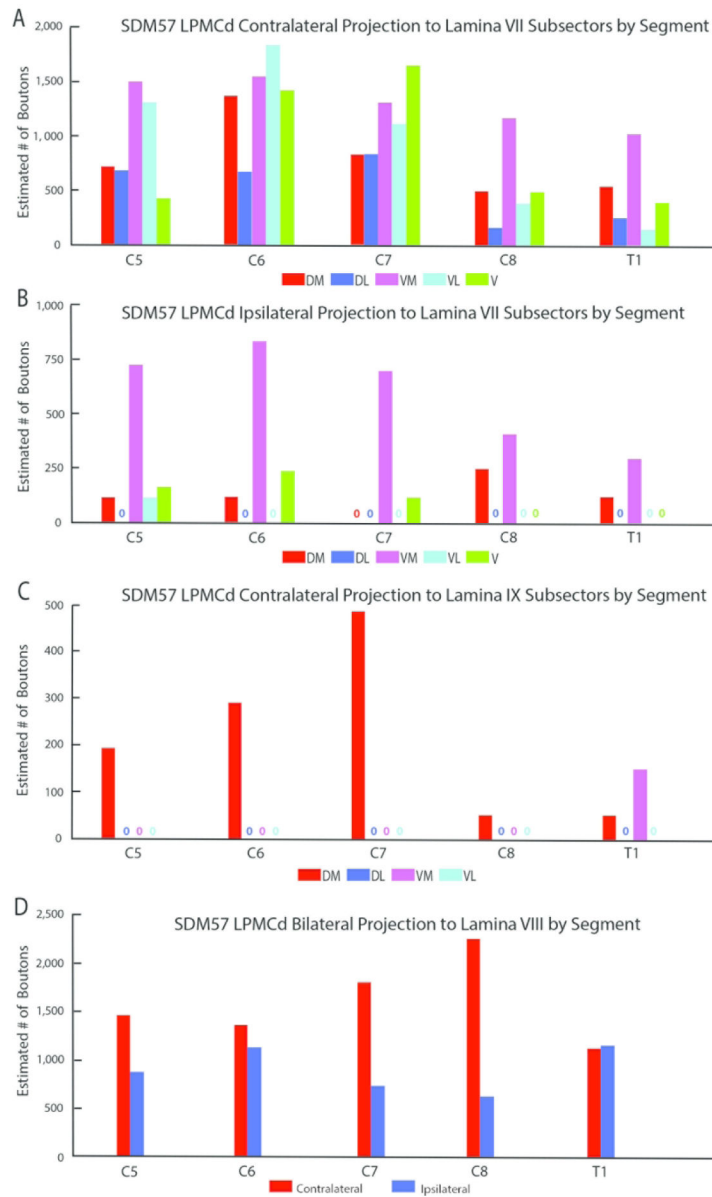 A
SDM57 LPMCd Contralateral Projection to Lamina VII Subsectors by Segment
Estimated # of Boutons
2,000
1,500
1,000
500
0
C5 C6 C7 C8 T1
DM DL VM VL V
B
SDM57 LPMCd Ipsilateral Projection to Lamina VII Subsectors by Segment
Estimated # of Boutons
1,000
750
500
250
0
0 0 0 0 0 0 0 0 0 0 0 0 0
C5 C6 C7 C8 T1
DM DL VM VL V
C
SDM57 LPMCd Contralateral Projection to Lamina IX Subsectors by Segment
Estimated # of Boutons
500
400
300
200
100
0
0 0 0 0 0 0 0 0 0 0 0 0 0 0
C5 C6 C7 C8 T1
DM DL VM VL
D
SDM57 LPMCd Bilateral Projection to Lamina VIII by Segment
Estimated # of Boutons
2,500
2,000
1,500
1,000
500
0
C5 C6 C7 C8 T1
Contralateral Ipsilateral